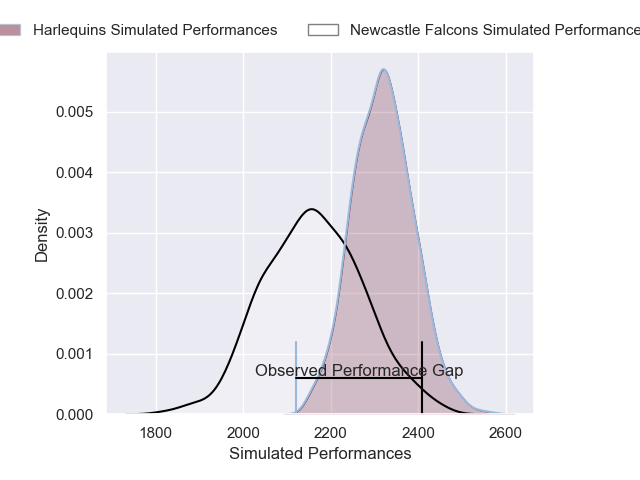 Harlequins Simulated Performances
Newcastle Falcons Simulated Performance
0.005
0.004
0.003
0.002
0.001
0.000
Density
Observed Performance Gap
1800
2000
2200
2400
2600
Simulated Performances